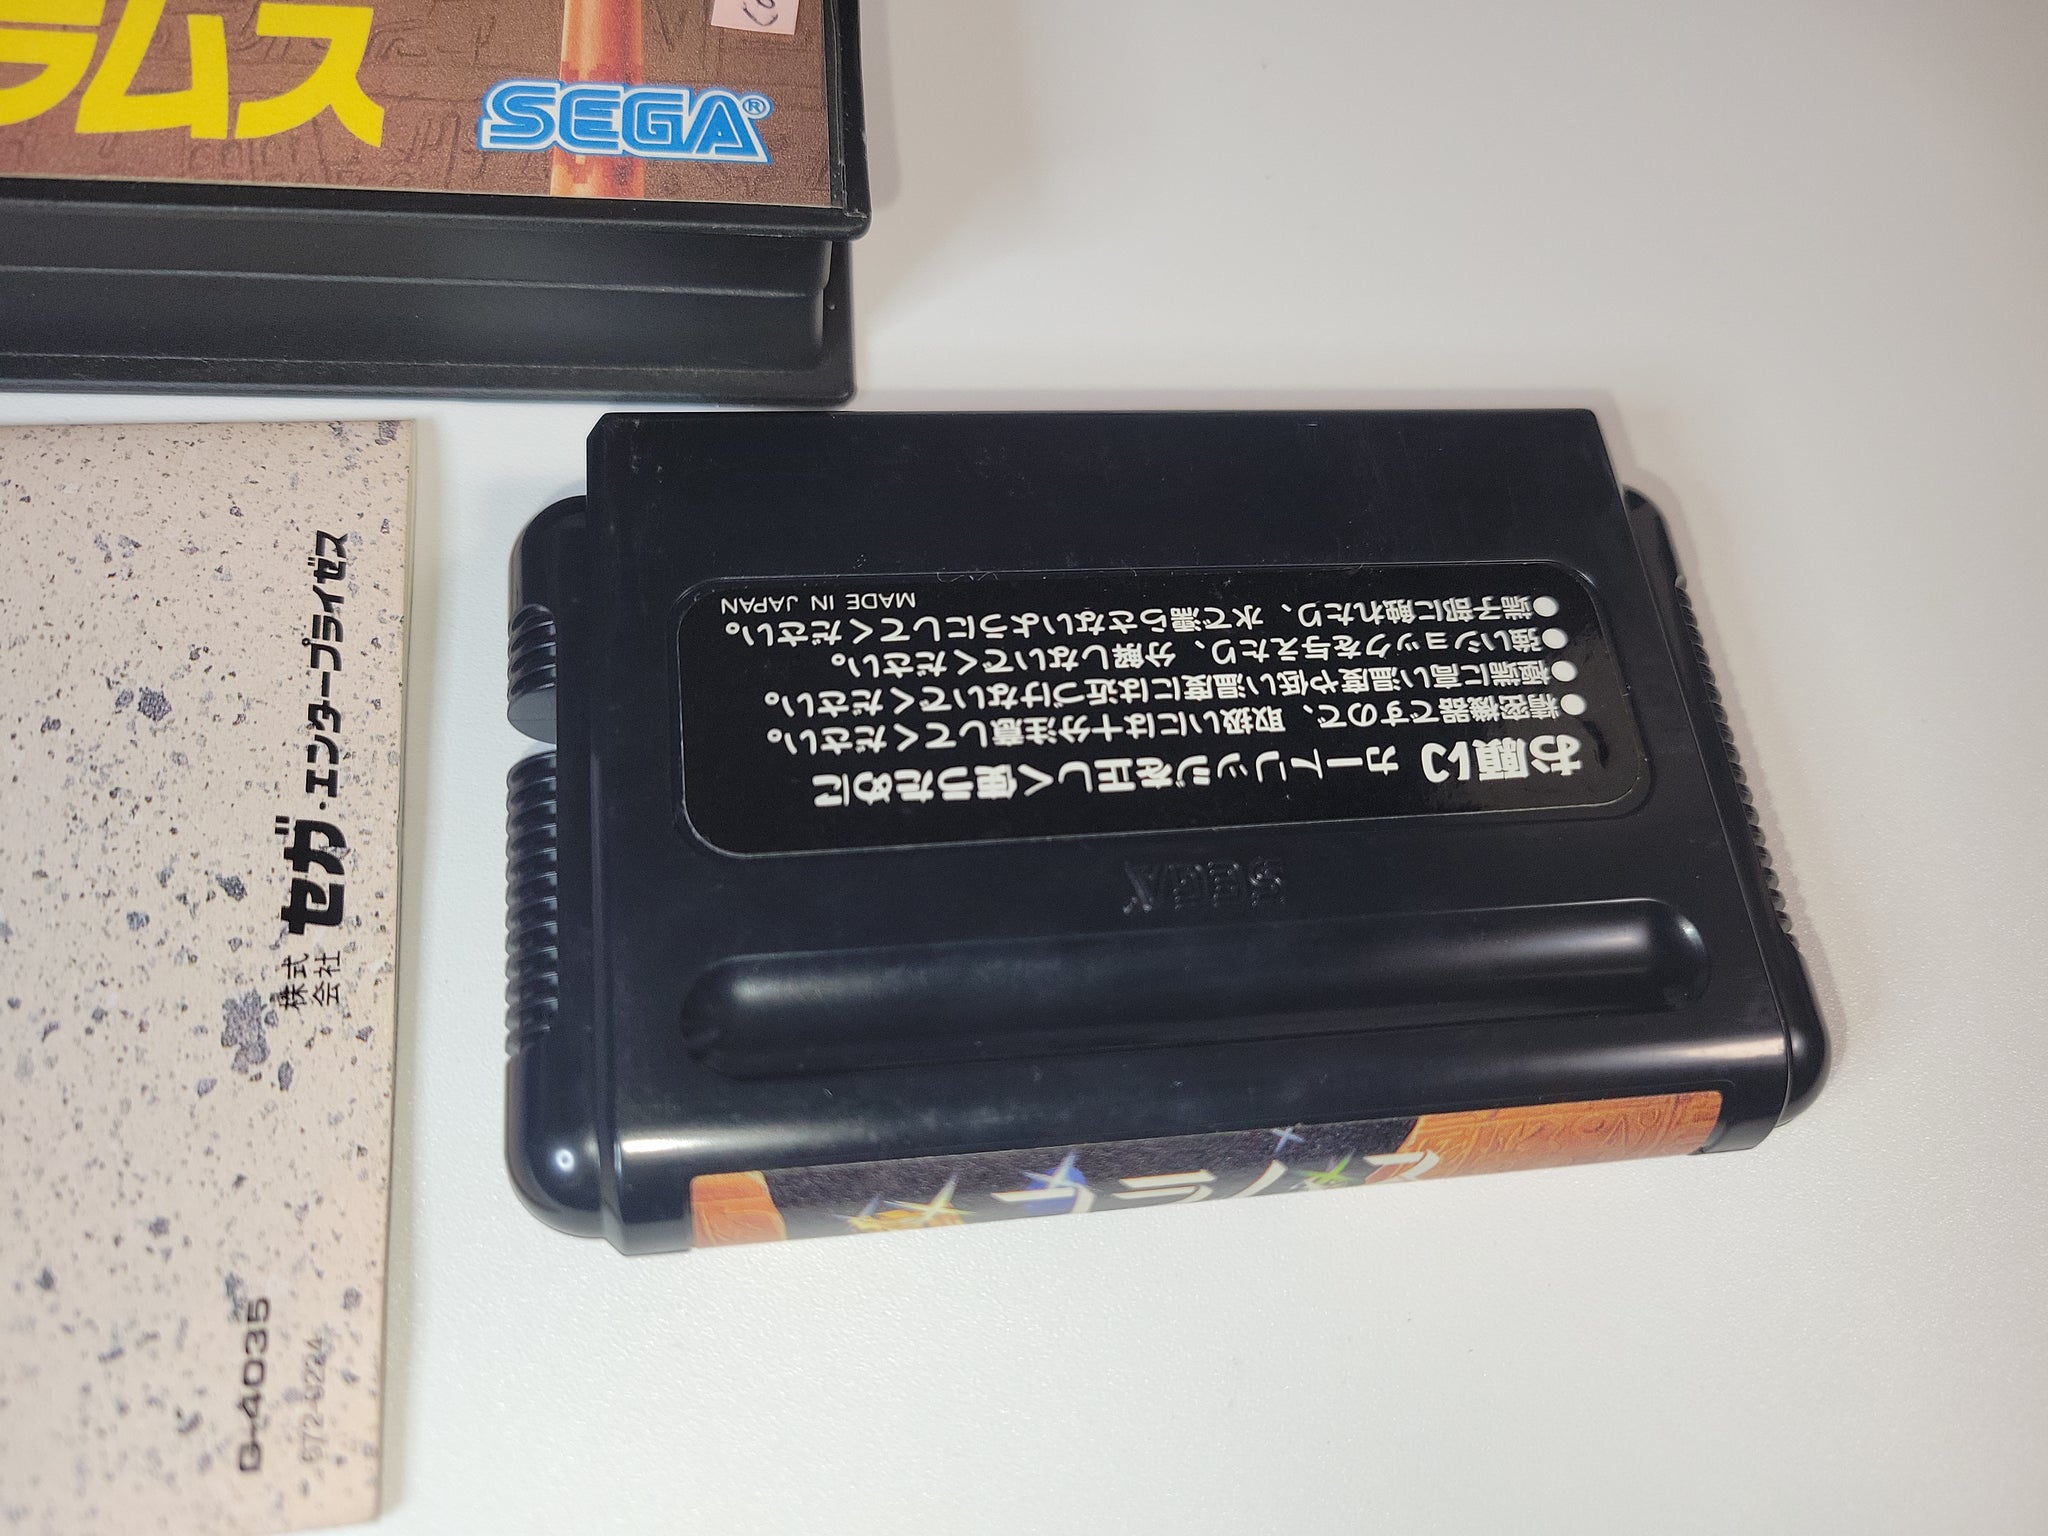 ラムス
SEGA®
お願い カートリッジを正しく使うために
●精密機器ですので、取扱いには十分注意してください。
●極端に高い温度や低い温度には近づけないでください。
●強いショックを与えたり、分解しないでください。
●端子部に触れたり、水で濡らさないようにしてください。
MADE IN JAPAN
SEGA
株式会社 セガ・エンタープライゼス
G-4035